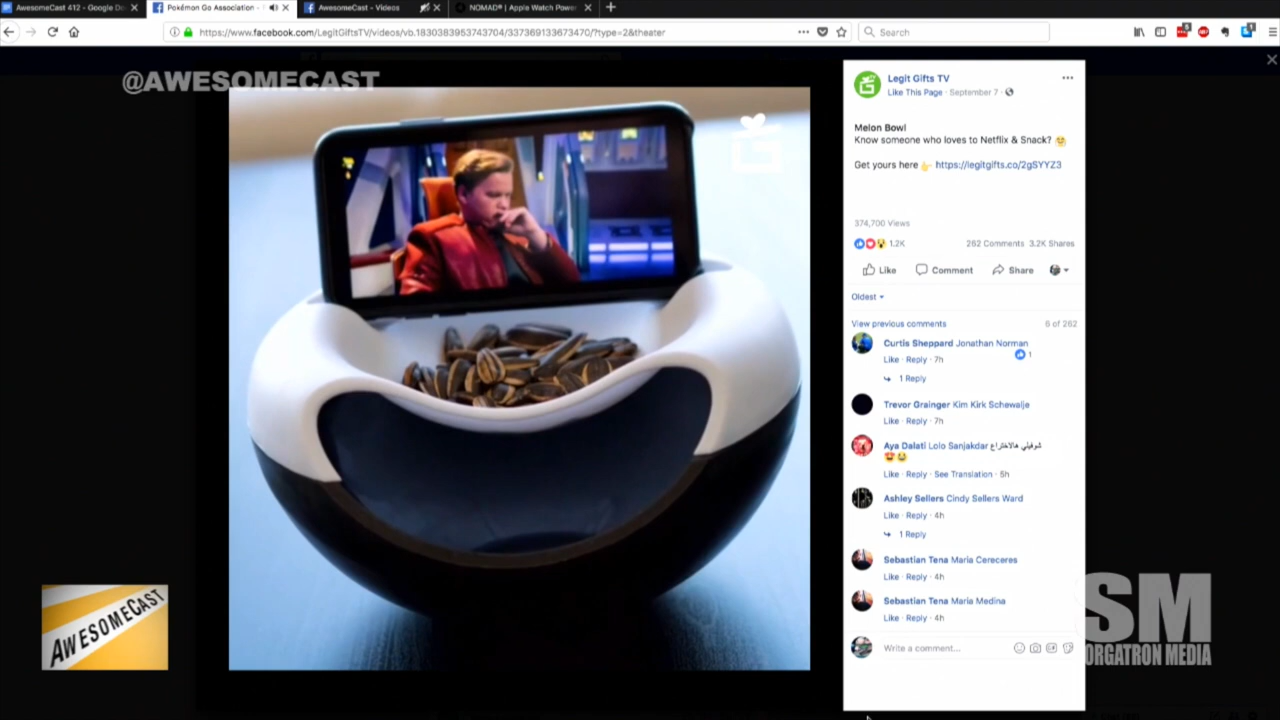 AwesomeCast 412 - Google Do
Pokémon Go Association -
AwesomeCast - Videos
NOMAD® | Apple Watch Power
https://www.facebook.com/LegitGiftsTV/videos/vb.1830383953743704/337369133673470/?type=2&theater
Search
@AWESOMECAST
Legit Gifts TV
Like This Page · September 7 ·
Melon Bowl
Know someone who loves to Netflix & Snack?
Get yours here https://legitgifts.co/2gSYYZ3
374,700 Views
1.2K 262 Comments 3.2K Shares
Like Comment Share
Oldest
View previous comments 6 of 262
Curtis Sheppard Jonathan Norman
1
Like · Reply · 7h
1 Reply
Trevor Grainger Kim Kirk Schewalje
Like · Reply · 7h
Aya Dalati Lolo Sanjakdar شوفيلي هالاختراع
Like · Reply · See Translation · 5h
Ashley Sellers Cindy Sellers Ward
Like · Reply · 4h
1 Reply
Sebastian Tena Maria Cereceres
Like · Reply · 4h
Sebastian Tena Maria Medina
Like · Reply · 4h
Write a comment...
AWESOMECAST
SM
ORGATRON MEDIA